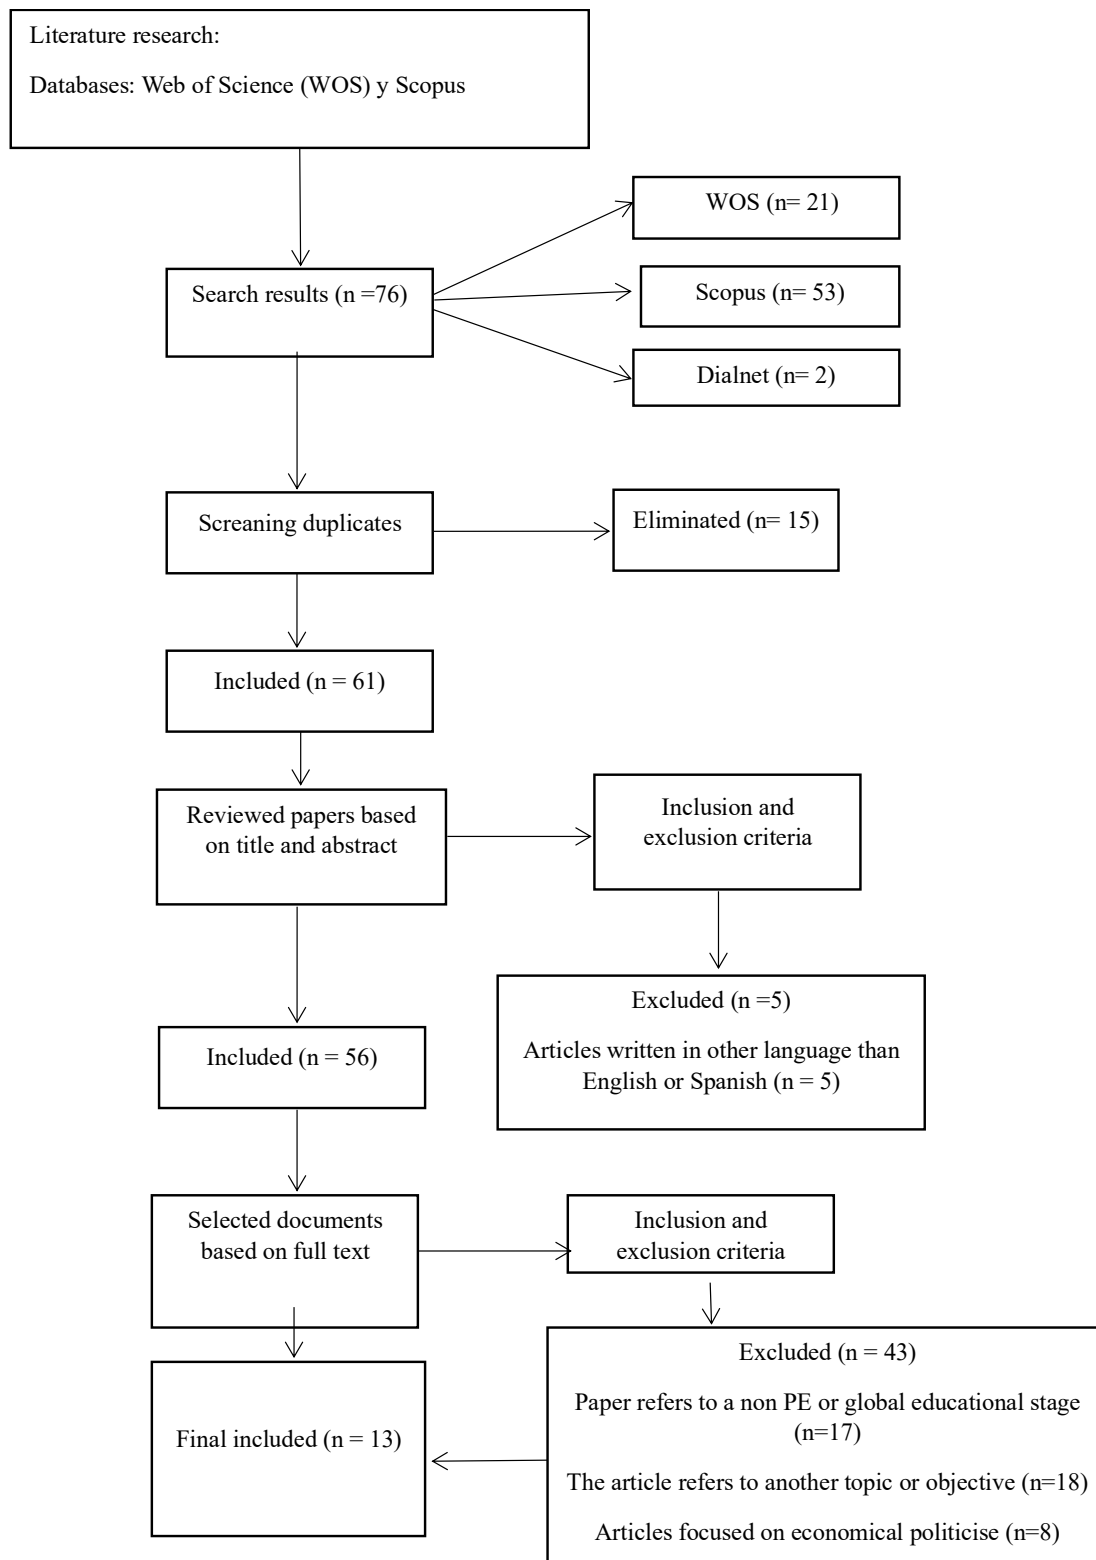 Literature research:
Databases: Web of Science (WOS) y Scopus
WOS (n= 21)
Search results (n =76)
Scopus (n= 53)
Dialnet (n= 2)
Screaning duplicates
Eliminated (n= 15)
Included (n = 61)
Reviewed papers based
on title and abstract
Inclusion and
exclusion criteria
Excluded (n =5)
Articles written in other language than
English or Spanish (n = 5)
Included (n = 56)
Selected documents
based on full text
Inclusion and
exclusion criteria
Excluded (n = 43)
Paper refers to a non PE or global educational stage
(n=17)
The article refers to another topic or objective (n=18)
Articles focused on economical politicise (n=8)
Final included (n = 13)